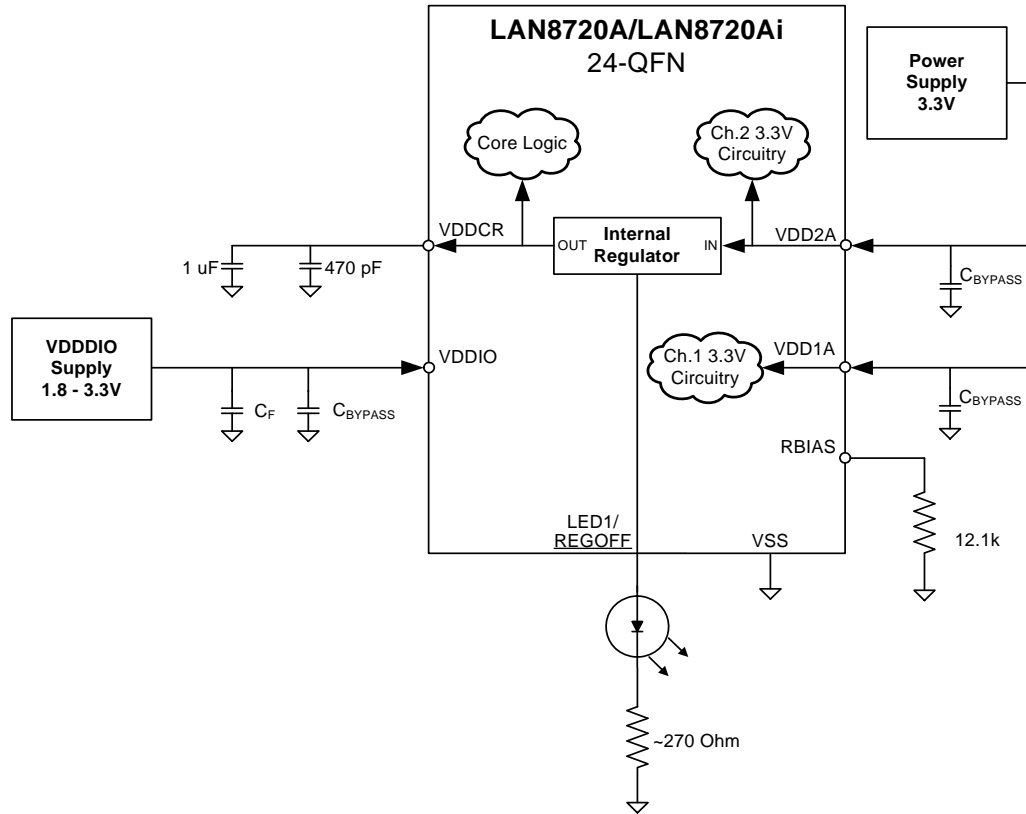 LAN8720A/LAN8720Ai
24-QFN
Power
Supply
3.3V
Core Logic
Ch.2 3.3V
Circuitry
VDDCR
OUT
Internal
Regulator
IN
VDD2A
1 uF
470 pF
CBYPASS
VDDDIO
Supply
1.8 - 3.3V
VDDIO
CF
CBYPASS
Ch.1 3.3V
Circuitry
VDD1A
CBYPASS
RBIAS
12.1k
LED1/
REGOFF
VSS
~270 Ohm